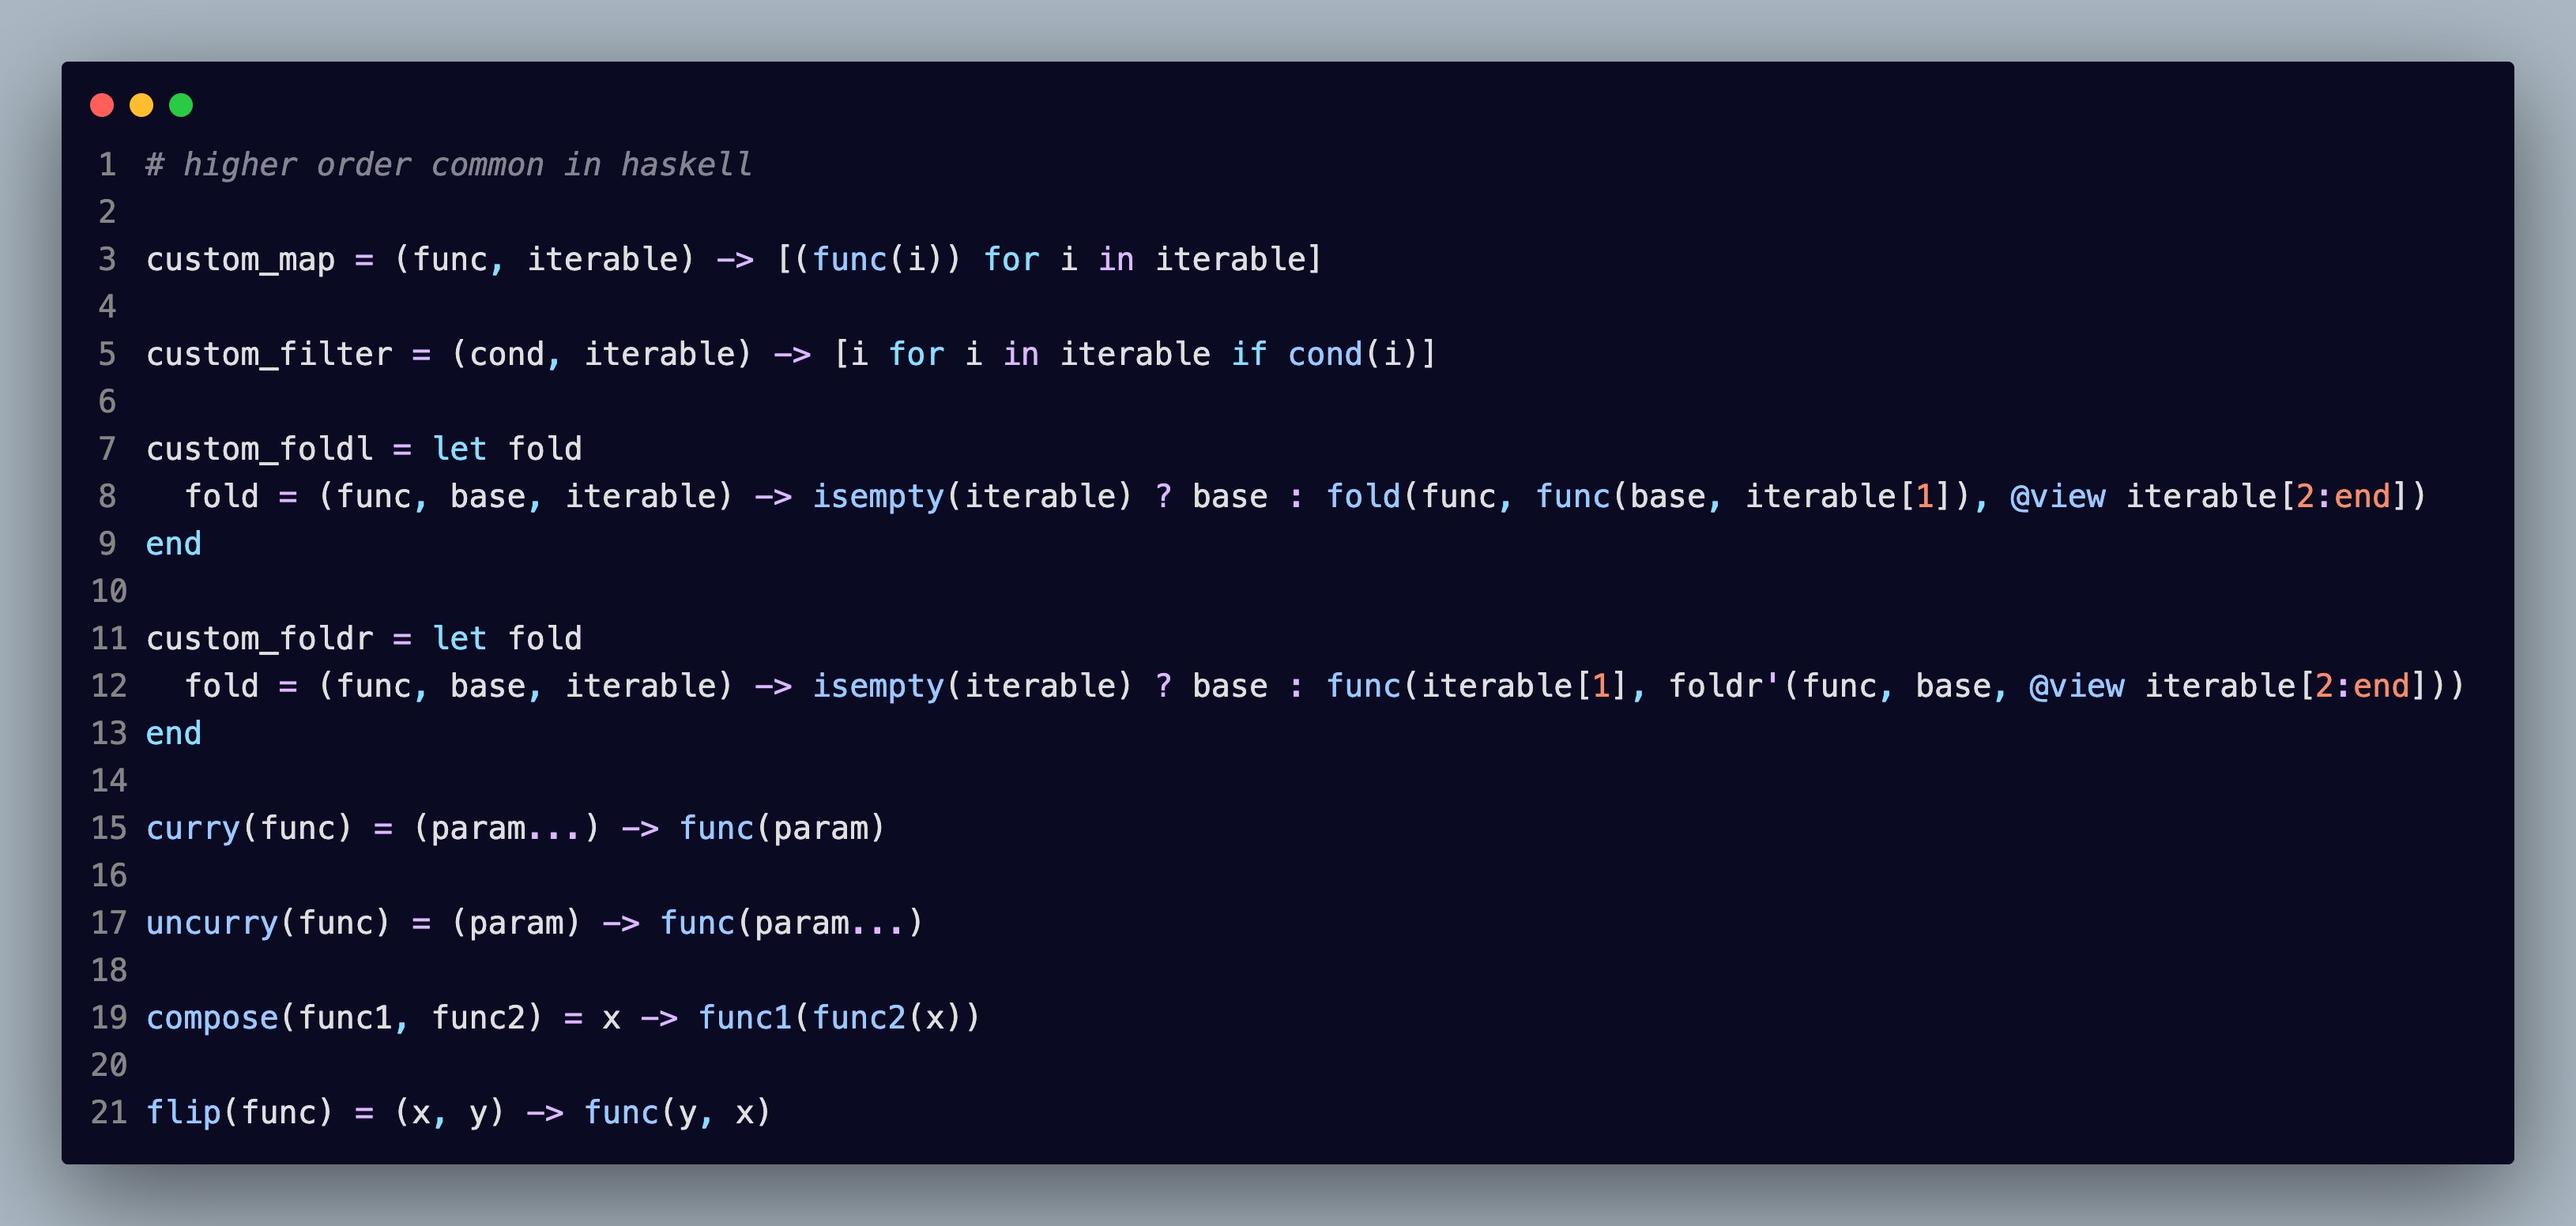 1 # higher order common in haskell
2
3 custom_map = (func, iterable) -> [(func(i)) for i in iterable]
4
5 custom_filter = (cond, iterable) -> [i for i in iterable if cond(i)]
6
7 custom_foldl = let fold
8   fold = (func, base, iterable) -> isempty(iterable) ? base : fold(func, func(base, iterable[1]), @view iterable[2:end])
9 end
10
11 custom_foldr = let fold
12   fold = (func, base, iterable) -> isempty(iterable) ? base : func(iterable[1], foldr'(func, base, @view iterable[2:end]))
13 end
14
15 curry(func) = (param...) -> func(param)
16
17 uncurry(func) = (param) -> func(param...)
18
19 compose(func1, func2) = x -> func1(func2(x))
20
21 flip(func) = (x, y) -> func(y, x)